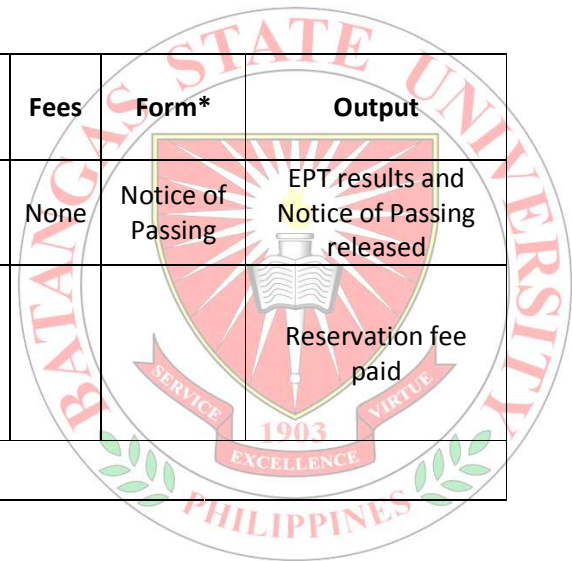 Fees Form* Output
None Notice of Passing EPT results and Notice of Passing released
Reservation fee paid
BATANGAS STATE UNIVERSITY
SERVICE
EXCELLENCE
VIRTUE
1903
PHILIPPINES